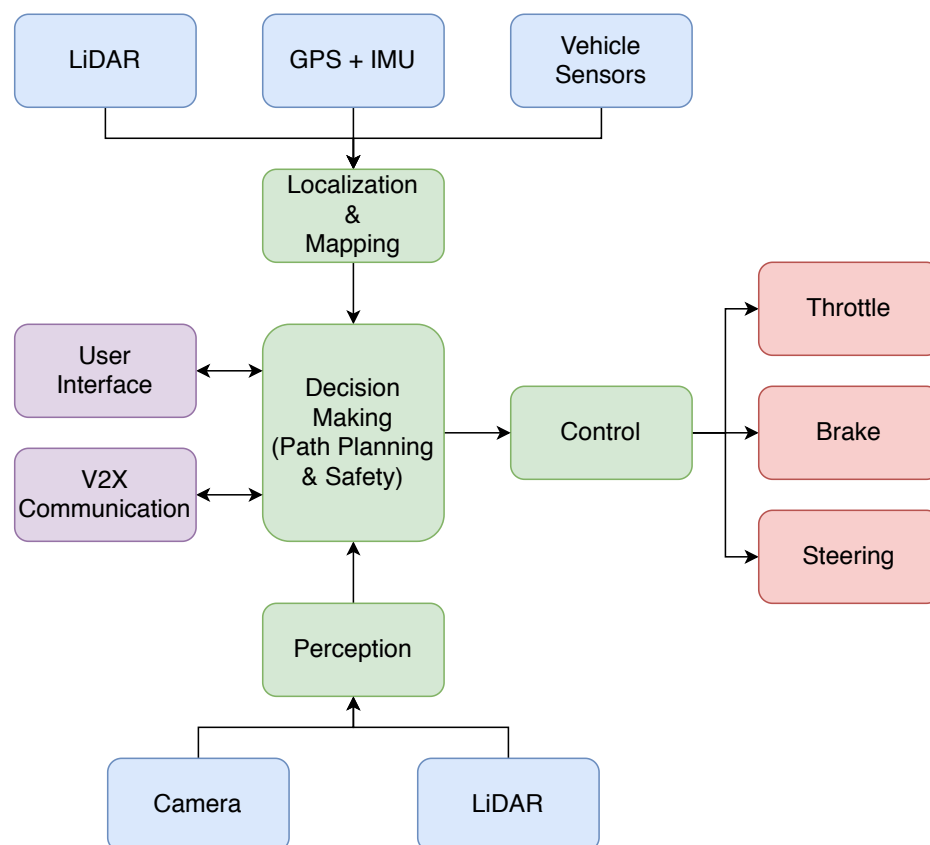 LiDAR
GPS + IMU
Vehicle
Sensors
Localization
&
Mapping
User
Interface
V2X
Communication
Decision
Making
(Path Planning
& Safety)
Control
Throttle
Brake
Steering
Perception
Camera
LiDAR